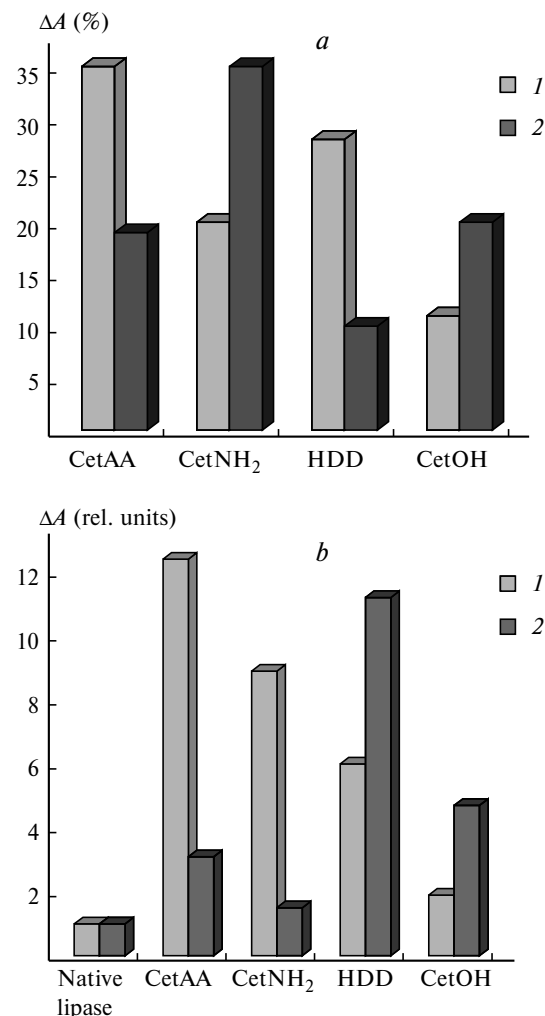 ΔA (%)
a
35
30
25
20
15
10
5
1
2
CetAA CetNH₂ HDD CetOH
ΔA (rel. units)
b
12
10
8
6
4
2
1
2
Native CetAA CetNH₂ HDD CetOH
lipase